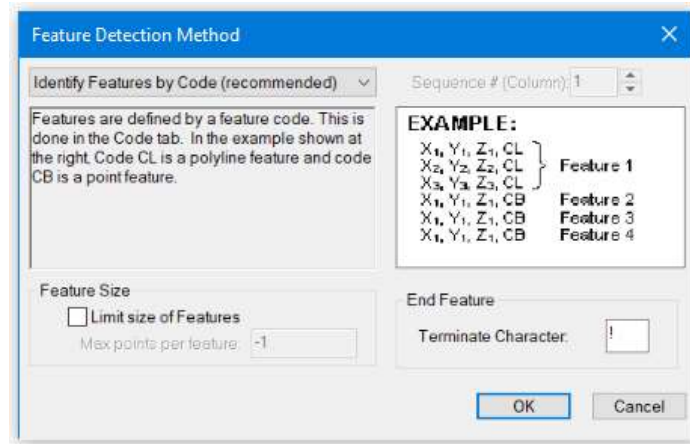 Feature Detection Method
Identify Features by Code (recommended)
Sequence # (Column): 1
Features are defined by a feature code. This is
done in the Code tab. In the example shown at
the right, Code CL is a polyline feature and code
CB is a point feature.
EXAMPLE:
X₁, Y₁, Z₁, CL
X₂, Y₂, Z₂, CL
X₃, Y₃, Z₃, CL
Feature 1
X₁, Y₁, Z₁, CB Feature 2
X₁, Y₁, Z₁, CB Feature 3
X₁, Y₁, Z₁, CB Feature 4
Feature Size
Limit size of Features
Max points per feature: -1
End Feature
Terminate Character: !
OK
Cancel